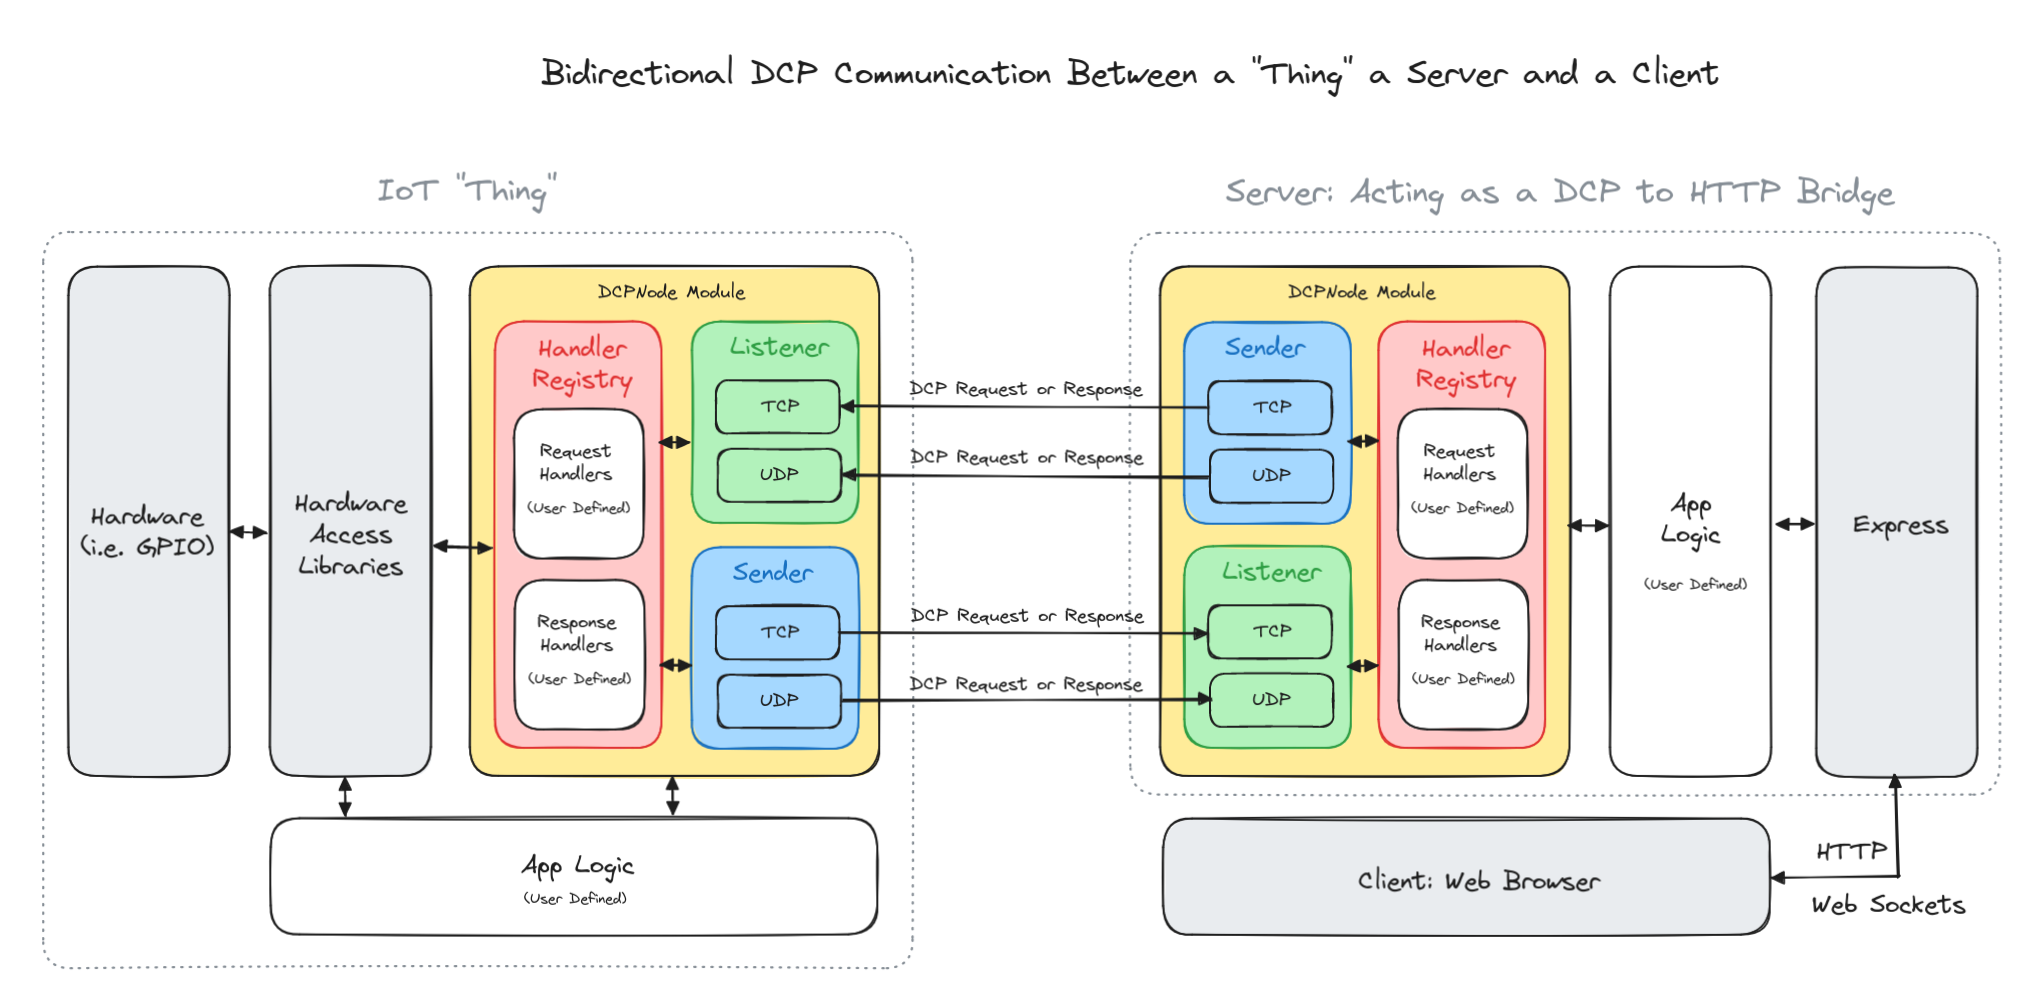 Bidirectional DCP Communication Between a "Thing" a Server and a Client
IoT "Thing"
Hardware
(i.e. GPIO)
Hardware
Access
Libraries
DCPNode Module
Handler
Registry
Request
Handlers
(User Defined)
Response
Handlers
(User Defined)
Listener
TCP
UDP
Sender
TCP
UDP
App Logic
(User Defined)
DCP Request or Response
DCP Request or Response
DCP Request or Response
DCP Request or Response
Server: Acting as a DCP to HTTP Bridge
DCPNode Module
Sender
TCP
UDP
Listener
TCP
UDP
Handler
Registry
Request
Handlers
(User Defined)
Response
Handlers
(User Defined)
App
Logic
(User Defined)
Express
Client: Web Browser
HTTP
Web Sockets